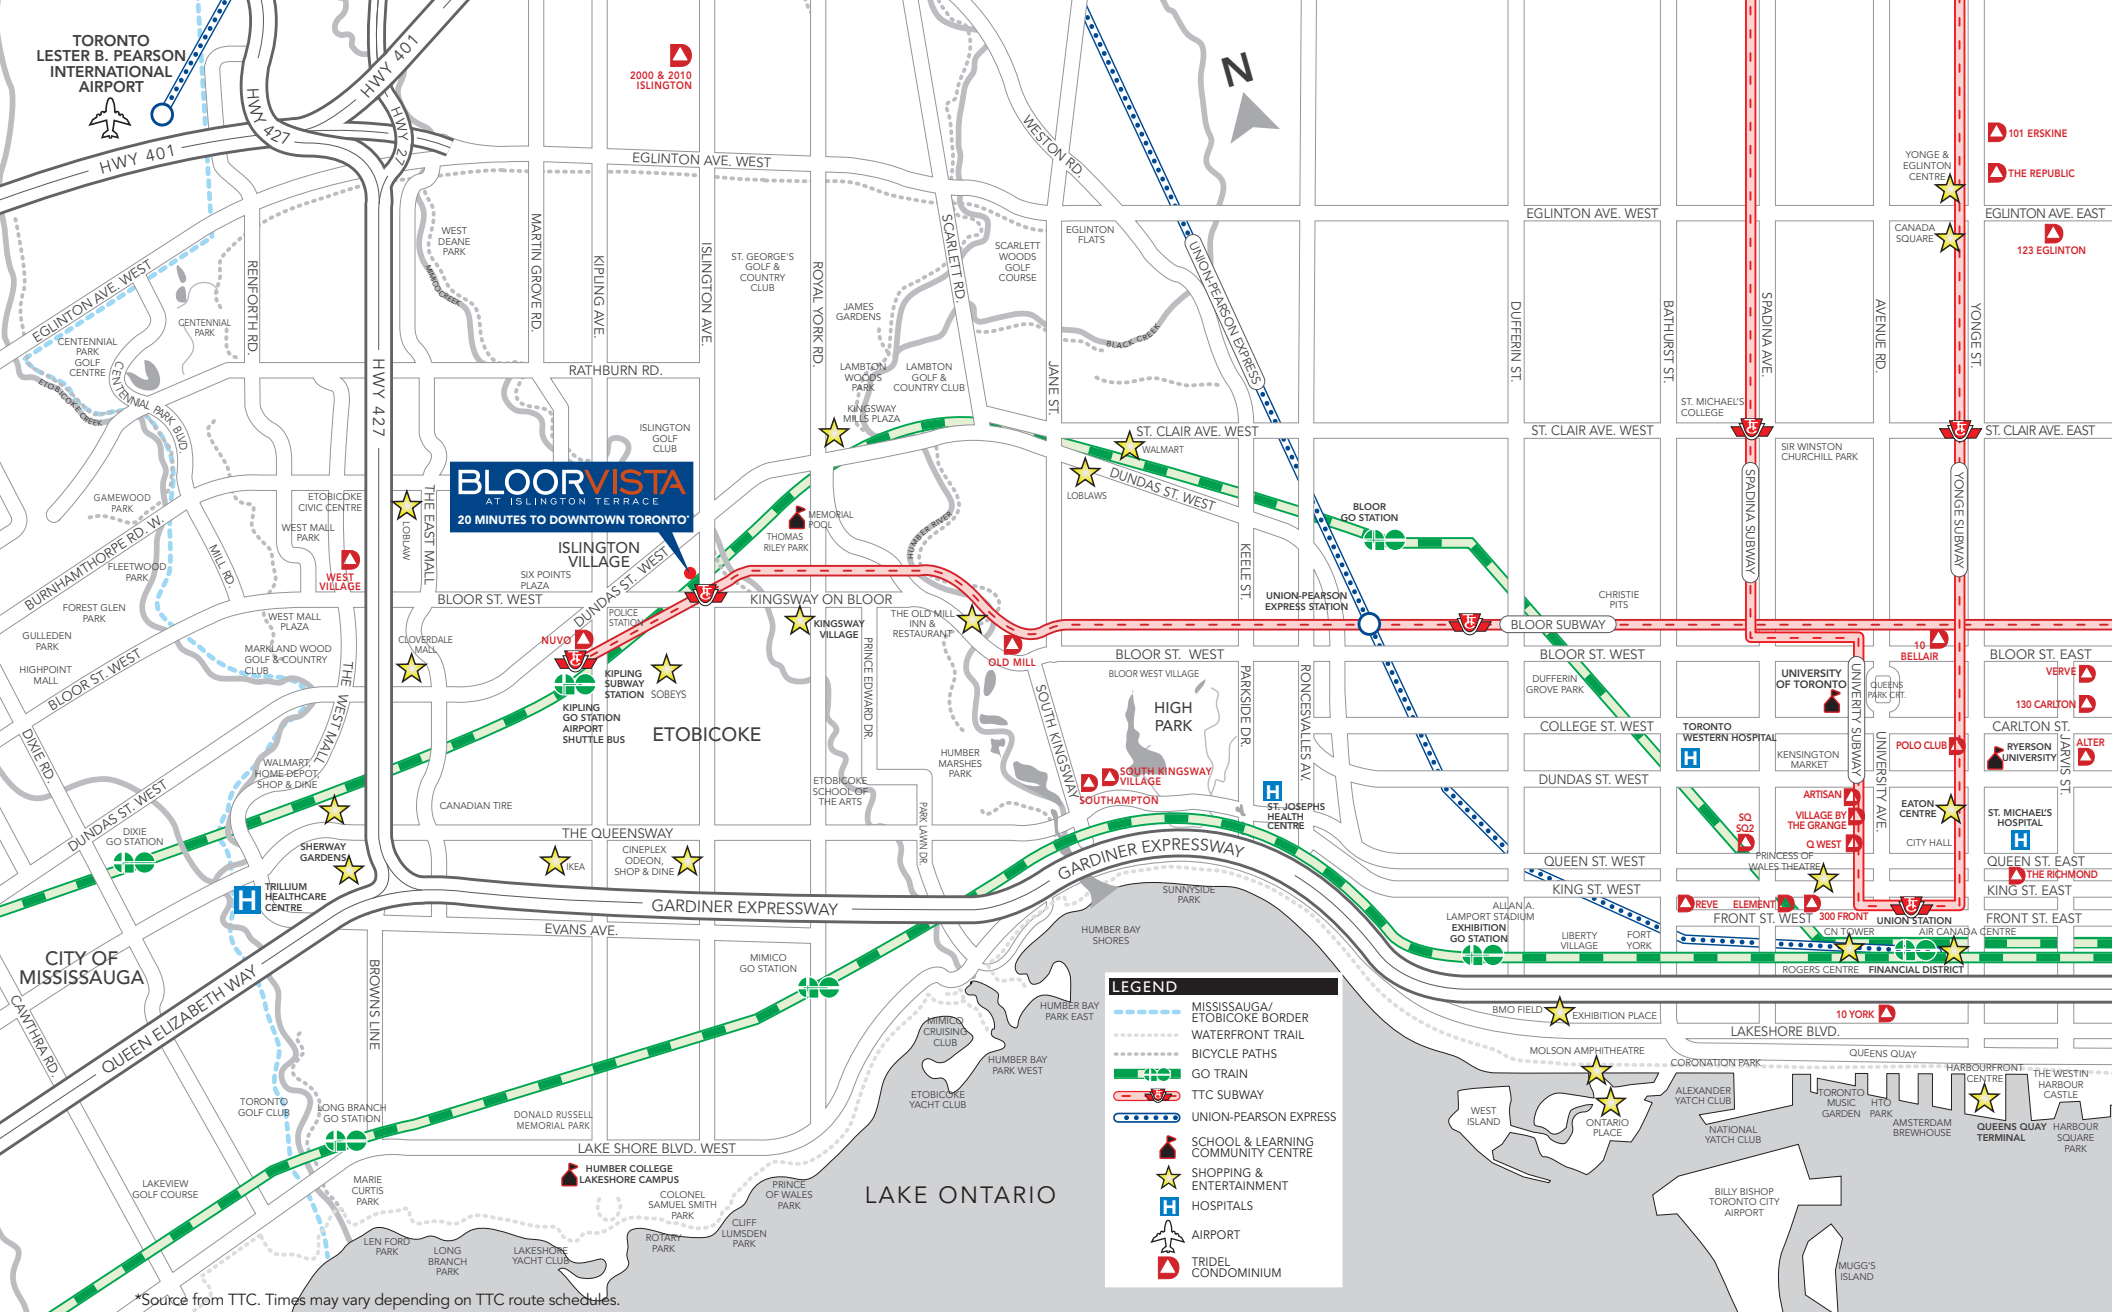 TORONTO
LESTER B. PEARSON
INTERNATIONAL
AIRPORT
HWY 401
HWY 401
HWY 427
HWY 27
2000 & 2010
ISLINGTON
N
WESTON RD.
EGLINTON AVE. WEST
YONGE &
EGLINTON
CENTRE
101 ERSKINE
THE REPUBLIC
EGLINTON AVE. WEST
EGLINTON AVE. EAST
CANADA
SQUARE
123 EGLINTON
WEST
DEANE
PARK
MIMICO CREEK
MARTIN GROVE RD.
KIPLING AVE.
ISLINGTON AVE.
ST. GEORGE'S
GOLF &
COUNTRY
CLUB
ROYAL YORK RD.
SCARLETT RD.
SCARLETT
WOODS
GOLF
COURSE
EGLINTON
FLATS
UNION-PEARSON EXPRESS
EGLINTON AVE. WEST
RENFORTH RD.
CENTENNIAL
PARK
CENTENNIAL
PARK
GOLF
CENTRE
CENTENNIAL PARK BLVD.
ETOBICOKE CREEK
HWY 427
JAMES
GARDENS
LAMBTON
WOODS
PARK
LAMBTON
GOLF &
COUNTRY CLUB
BLACK CREEK
JANE ST.
DUFFERIN ST.
BATHURST ST.
SPADINA AVE.
AVENUE RD.
YONGE ST.
RATHBURN RD.
KINGSWAY
MILLS PLAZA
ISLINGTON
GOLF
CLUB
ST. MICHAEL'S
COLLEGE
ST. CLAIR AVE. WEST
ST. CLAIR AVE. WEST
ST. CLAIR AVE. EAST
SIR WINSTON
CHURCHILL PARK
WALMART
LOBLAWS
DUNDAS ST. WEST
BLOORVISTA
AT ISLINGTON TERRACE
20 MINUTES TO DOWNTOWN TORONTO*
SPADINA SUBWAY
YONGE SUBWAY
GAMEWOOD
PARK
ETOBICOKE
CIVIC CENTRE
WEST MALL
PARK
WEST
VILLAGE
LOBLAW
THE EAST MALL
BURNHAMTHORPE RD. W.
MILL RD.
FLEETWOOD
PARK
FOREST GLEN
PARK
GULLEDEN
PARK
HIGHPOINT
MALL
MEMORIAL
POOL
THOMAS
RILEY PARK
HUMBER RIVER
BLOOR
GO STATION
KEELE ST.
ISLINGTON
VILLAGE
SIX POINTS
PLAZA
DUNDAS ST. WEST
BLOOR ST. WEST
KINGSWAY ON BLOOR
POLICE
STATION
KINGSWAY
VILLAGE
THE OLD MILL
INN &
RESTAURANT
OLD MILL
UNION-PEARSON
EXPRESS STATION
CHRISTIE
PITS
BLOOR SUBWAY
WEST MALL
PLAZA
MARKLAND WOOD
GOLF & COUNTRY
CLUB
CLOVERDALE
MALL
THE WEST MALL
BLOOR ST. WEST
NUVO
KIPLING
SUBWAY
STATION
KIPLING
GO STATION
AIRPORT
SHUTTLE BUS
SOBEYS
ETOBICOKE
PRINCE EDWARD DR.
BLOOR ST. WEST
BLOOR WEST VILLAGE
HIGH
PARK
SOUTH KINGSWAY
PARKSIDE DR.
RONCESVALLES AV.
BLOOR ST. WEST
BLOOR ST. EAST
10
BELLAIR
VERVE
130 CARLTON
DUFFERIN
GROVE PARK
UNIVERSITY
OF TORONTO
QUEENS
PARK CRT.
UNIVERITY SUBWAY
COLLEGE ST. WEST
CARLTON ST.
TORONTO
WESTERN HOSPITAL
KENSINGTON
MARKET
UNIVERSITY AVE.
POLO CLUB
RYERSON
UNIVERSITY
JARVIS ST.
ALTER
DUNDAS ST. WEST
DIXIE RD.
DUNDAS ST. WEST
WALMART,
HOME DEPOT,
SHOP & DINE
CANADIAN TIRE
HUMBER
MARSHES
PARK
ETOBICOKE
SCHOOL OF
THE ARTS
PARK LAWN DR.
SOUTH KINGSWAY
VILLAGE
SOUTHAMPTON
ST. JOSEPHS
HEALTH
CENTRE
ARTISAN
VILLAGE BY
THE GRANGE
Q WEST
SQ
SQ2
EATON
CENTRE
CITY HALL
ST. MICHAEL'S
HOSPITAL
DIXIE
GO STATION
THE QUEENSWAY
SHERWAY
GARDENS
IKEA
CINEPLEX
ODEON,
SHOP & DINE
GARDINER EXPRESSWAY
QUEEN ST. WEST
PRINCESS OF
WALES THEATRE
QUEEN ST. EAST
THE RICHMOND
KING ST. WEST
KING ST. EAST
TRILLIUM
HEALTHCARE
CENTRE
GARDINER EXPRESSWAY
SUNNYSIDE
PARK
ALLAN A.
LAMPORT STADIUM
EXHIBITION
GO STATION
REVE
ELEMENT
300 FRONT
FRONT ST. WEST
UNION STATION
FRONT ST. EAST
EVANS AVE.
HUMBER BAY
SHORES
LIBERTY
VILLAGE
FORT
YORK
CN TOWER
AIR CANADA CENTRE
CITY OF
MISSISSAUGA
QUEEN ELIZABETH WAY
BROWNS LINE
MIMICO
GO STATION
ROGERS CENTRE
FINANCIAL DISTRICT
CAWTHRA RD.
LEGEND
MISSISSAUGA/
ETOBICOKE BORDER
WATERFRONT TRAIL
BICYCLE PATHS
GO TRAIN
TTC SUBWAY
UNION-PEARSON EXPRESS
SCHOOL & LEARNING
COMMUNITY CENTRE
SHOPPING &
ENTERTAINMENT
H
HOSPITALS
AIRPORT
TRIDEL
CONDOMINIUM
HUMBER BAY
PARK EAST
MIMICO
CRUISING
CLUB
HUMBER BAY
PARK WEST
ETOBICOKE
YACHT CLUB
BMO FIELD
EXHIBITION PLACE
10 YORK
LAKESHORE BLVD.
MOLSON AMPHITHEATRE
CORONATION PARK
QUEENS QUAY
HARBOURFRONT
CENTRE
THE WESTIN
HARBOUR
CASTLE
TORONTO
GOLF CLUB
LONG BRANCH
GO STATION
DONALD RUSSELL
MEMORIAL PARK
WEST
ISLAND
ONTARIO
PLACE
ALEXANDER
YATCH CLUB
NATIONAL
YATCH CLUB
TORONTO
MUSIC
GARDEN
HTO
PARK
AMSTERDAM
BREWHOUSE
QUEENS QUAY
TERMINAL
HARBOUR
SQUARE
PARK
LAKE SHORE BLVD. WEST
HUMBER COLLEGE
LAKESHORE CAMPUS
LAKEVIEW
GOLF COURSE
MARIE
CURTIS
PARK
COLONEL
SAMUEL SMITH
PARK
PRINCE
OF WALES
PARK
LAKE ONTARIO
BILLY BISHOP
TORONTO CITY
AIRPORT
CLIFF
LUMSDEN
PARK
ROTARY
PARK
LEN FORD
PARK
LONG
BRANCH
PARK
LAKESHORE
YACHT CLUB
MUGG'S
ISLAND
*Source from TTC. Times may vary depending on TTC route schedules.